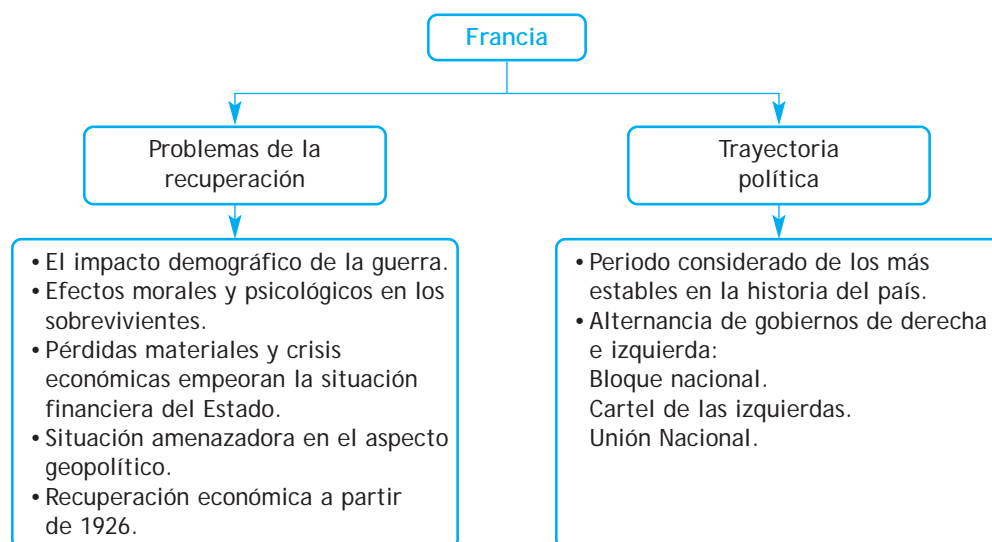 Francia
Problemas de la
recuperación
• El impacto demográfico de la guerra.
• Efectos morales y psicológicos en los
sobrevivientes.
• Pérdidas materiales y crisis
económicas empeoran la situación
financiera del Estado.
• Situación amenazadora en el aspecto
geopolítico.
• Recuperación económica a partir
de 1926.
Trayectoria
política
• Periodo considerado de los más
estables en la historia del país.
• Alternancia de gobiernos de derecha
e izquierda:
Bloque nacional.
Cartel de las izquierdas.
Unión Nacional.